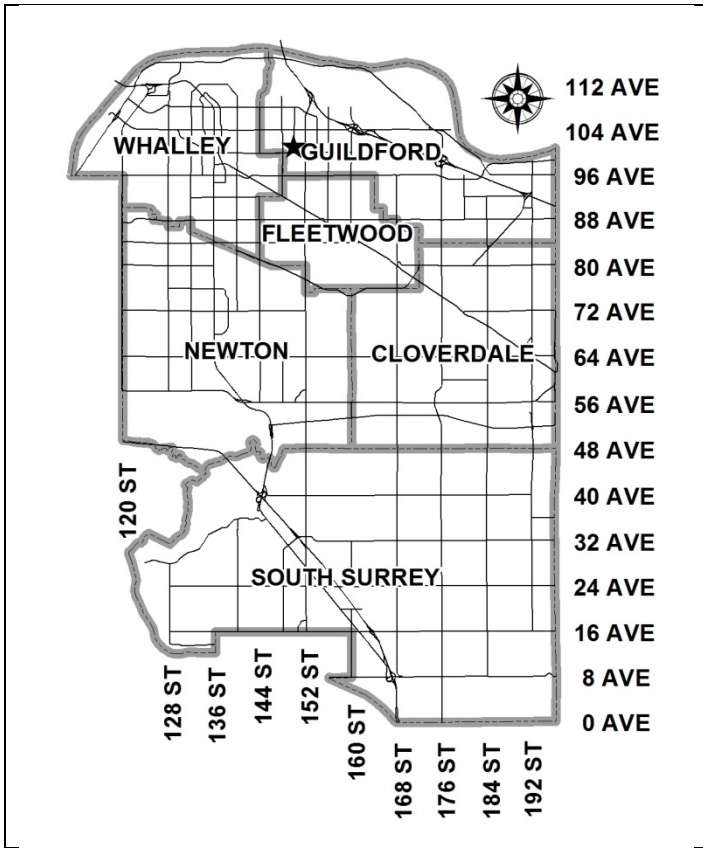 112 AVE
104 AVE
WHALLEY
GUILDFORD
96 AVE
88 AVE
FLEETWOOD
80 AVE
72 AVE
NEWTON
CLOVERDALE
64 AVE
56 AVE
48 AVE
120 ST
40 AVE
32 AVE
SOUTH SURREY
24 AVE
16 AVE
128 ST
136 ST
144 ST
152 ST
8 AVE
160 ST
0 AVE
168 ST
176 ST
184 ST
192 ST